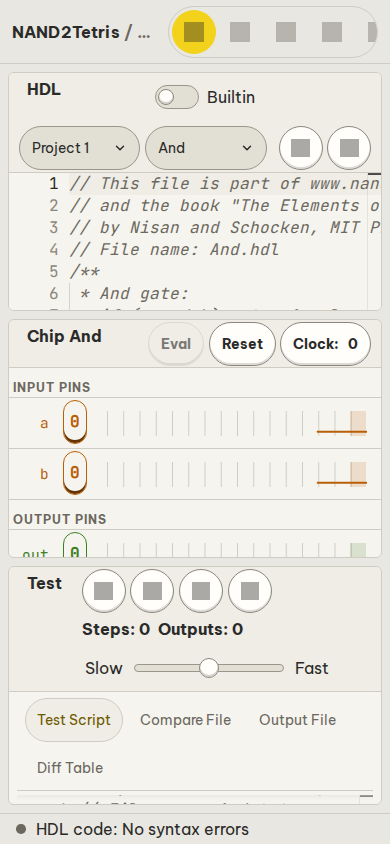 NAND2Tetris / ...
HDL
Builtin
Project 1
And
1 // This file is part of www.nan
2 // and the book "The Elements o
3 // by Nisan and Schocken, MIT P
4 // File name: And.hdl
5 /**
6 * And gate:
Chip And
Eval
Reset
Clock: 0
INPUT PINS
a 0
b 0
OUTPUT PINS
out 0
Test
Steps: 0 Outputs: 0
Slow
Fast
Test Script
Compare File
Output File
Diff Table
HDL code: No syntax errors